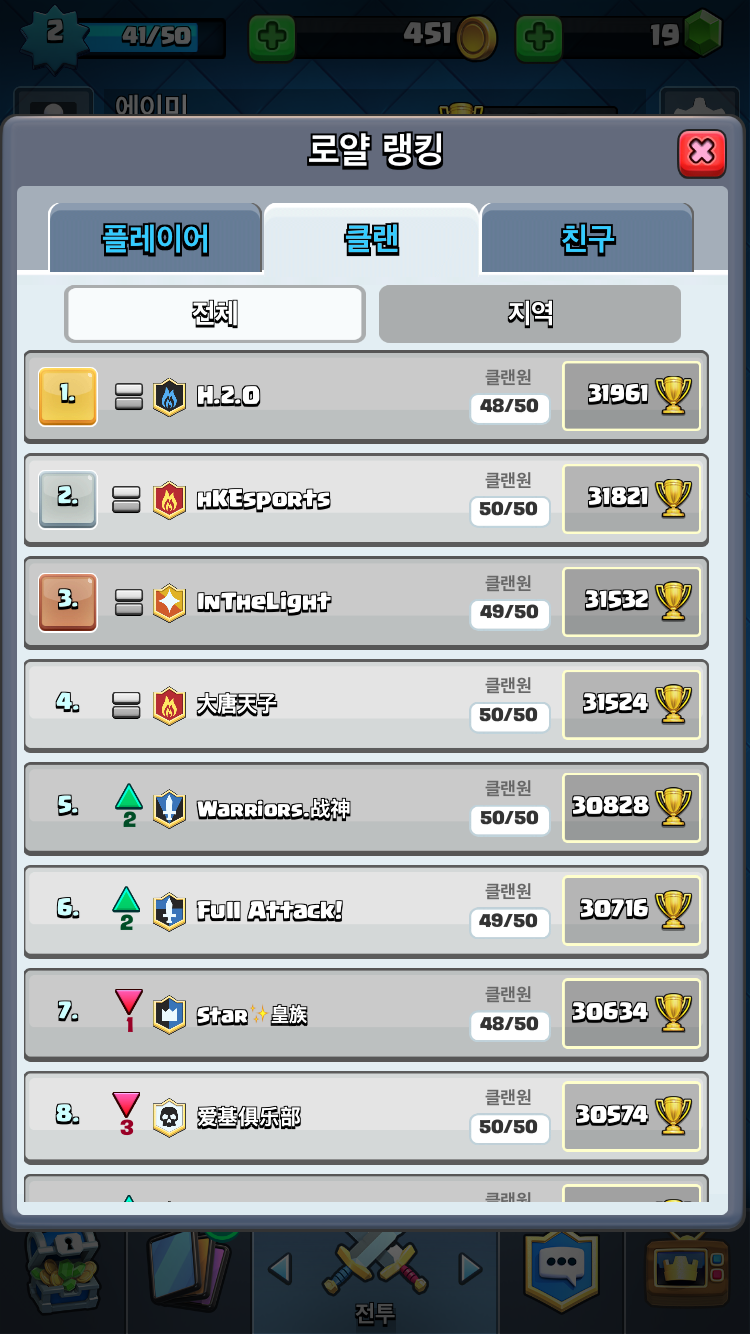 2
41/50
451
19
에이미
로얄 랭킹
플레이어
클랜
친구
전체
지역
1.
H.2.O
클랜원
48/50
31961
2.
HKEsports
클랜원
50/50
31821
3.
InTheLight
클랜원
49/50
31532
4.
大唐天子
클랜원
50/50
31524
5.
2
Warriors.战神
클랜원
50/50
30828
6.
2
Full Attack!
클랜원
49/50
30716
7.
1
Star✨皇族
클랜원
48/50
30634
8.
3
爱基俱乐部
클랜원
50/50
30574
클랜원
전투